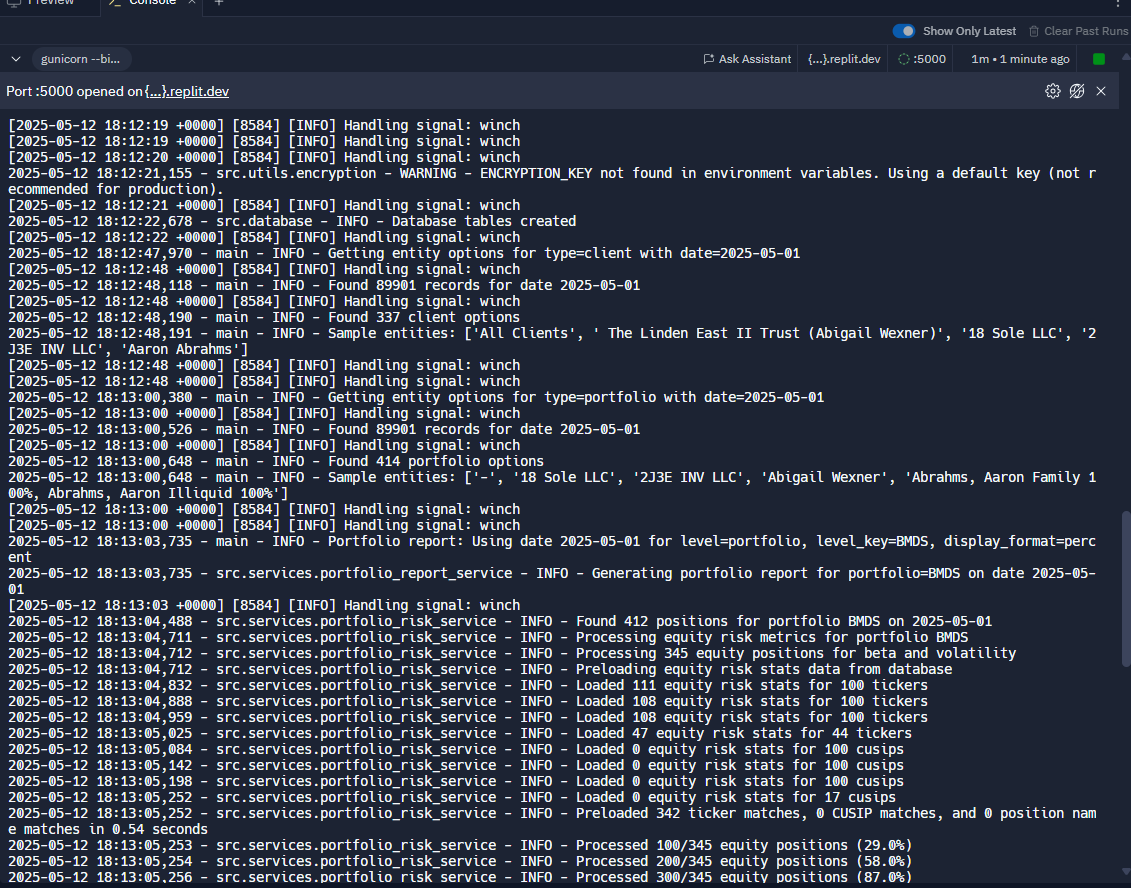 Preview
Console
Show Only Latest
Clear Past Runs
gunicorn --bi...
Ask Assistant
{...}.replit.dev
:5000
1m • 1 minute ago
Port :5000 opened on {...}.replit.dev
[2025-05-12 18:12:19 +0000] [8584] [INFO] Handling signal: winch
[2025-05-12 18:12:19 +0000] [8584] [INFO] Handling signal: winch
[2025-05-12 18:12:20 +0000] [8584] [INFO] Handling signal: winch
2025-05-12 18:12:21,155 - src.utils.encryption - WARNING - ENCRYPTION_KEY not found in environment variables. Using a default key (not r
ecommended for production).
[2025-05-12 18:12:21 +0000] [8584] [INFO] Handling signal: winch
2025-05-12 18:12:22,678 - src.database - INFO - Database tables created
[2025-05-12 18:12:22 +0000] [8584] [INFO] Handling signal: winch
2025-05-12 18:12:47,970 - main - INFO - Getting entity options for type=client with date=2025-05-01
[2025-05-12 18:12:48 +0000] [8584] [INFO] Handling signal: winch
2025-05-12 18:12:48,118 - main - INFO - Found 89901 records for date 2025-05-01
[2025-05-12 18:12:48 +0000] [8584] [INFO] Handling signal: winch
2025-05-12 18:12:48,190 - main - INFO - Found 337 client options
2025-05-12 18:12:48,191 - main - INFO - Sample entities: ['All Clients', ' The Linden East II Trust (Abigail Wexner)', '18 Sole LLC', '2
J3E INV LLC', 'Aaron Abrahms']
[2025-05-12 18:12:48 +0000] [8584] [INFO] Handling signal: winch
[2025-05-12 18:12:48 +0000] [8584] [INFO] Handling signal: winch
2025-05-12 18:13:00,380 - main - INFO - Getting entity options for type=portfolio with date=2025-05-01
[2025-05-12 18:13:00 +0000] [8584] [INFO] Handling signal: winch
2025-05-12 18:13:00,526 - main - INFO - Found 89901 records for date 2025-05-01
[2025-05-12 18:13:00 +0000] [8584] [INFO] Handling signal: winch
2025-05-12 18:13:00,648 - main - INFO - Found 414 portfolio options
2025-05-12 18:13:00,648 - main - INFO - Sample entities: ['-', '18 Sole LLC', '2J3E INV LLC', 'Abigail Wexner', 'Abrahms, Aaron Family 1
00%, Abrahms, Aaron Illiquid 100%']
[2025-05-12 18:13:00 +0000] [8584] [INFO] Handling signal: winch
[2025-05-12 18:13:00 +0000] [8584] [INFO] Handling signal: winch
2025-05-12 18:13:03,735 - main - INFO - Portfolio report: Using date 2025-05-01 for level=portfolio, level_key=BMDS, display_format=perc
ent
2025-05-12 18:13:03,735 - src.services.portfolio_report_service - INFO - Generating portfolio report for portfolio=BMDS on date 2025-05-
01
[2025-05-12 18:13:03 +0000] [8584] [INFO] Handling signal: winch
2025-05-12 18:13:04,488 - src.services.portfolio_risk_service - INFO - Found 412 positions for portfolio BMDS on 2025-05-01
2025-05-12 18:13:04,711 - src.services.portfolio_risk_service - INFO - Processing equity risk metrics for portfolio BMDS
2025-05-12 18:13:04,712 - src.services.portfolio_risk_service - INFO - Processing 345 equity positions for beta and volatility
2025-05-12 18:13:04,712 - src.services.portfolio_risk_service - INFO - Preloading equity risk stats data from database
2025-05-12 18:13:04,832 - src.services.portfolio_risk_service - INFO - Loaded 111 equity risk stats for 100 tickers
2025-05-12 18:13:04,888 - src.services.portfolio_risk_service - INFO - Loaded 108 equity risk stats for 100 tickers
2025-05-12 18:13:04,959 - src.services.portfolio_risk_service - INFO - Loaded 108 equity risk stats for 100 tickers
2025-05-12 18:13:05,025 - src.services.portfolio_risk_service - INFO - Loaded 47 equity risk stats for 44 tickers
2025-05-12 18:13:05,084 - src.services.portfolio_risk_service - INFO - Loaded 0 equity risk stats for 100 cusips
2025-05-12 18:13:05,142 - src.services.portfolio_risk_service - INFO - Loaded 0 equity risk stats for 100 cusips
2025-05-12 18:13:05,198 - src.services.portfolio_risk_service - INFO - Loaded 0 equity risk stats for 100 cusips
2025-05-12 18:13:05,252 - src.services.portfolio_risk_service - INFO - Loaded 0 equity risk stats for 17 cusips
2025-05-12 18:13:05,252 - src.services.portfolio_risk_service - INFO - Preloaded 342 ticker matches, 0 CUSIP matches, and 0 position nam
e matches in 0.54 seconds
2025-05-12 18:13:05,253 - src.services.portfolio_risk_service - INFO - Processed 100/345 equity positions (29.0%)
2025-05-12 18:13:05,254 - src.services.portfolio_risk_service - INFO - Processed 200/345 equity positions (58.0%)
2025-05-12 18:13:05,256 - src.services.portfolio_risk_service - INFO - Processed 300/345 equity positions (87.0%)